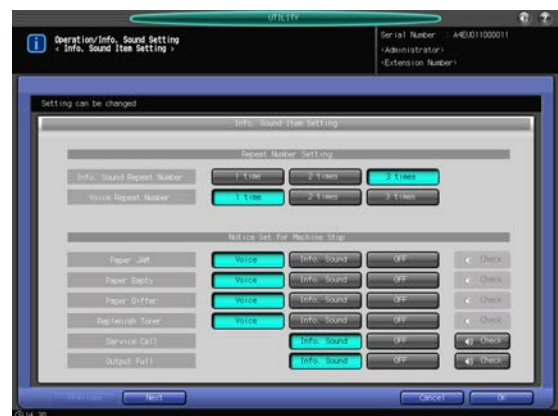 UTILITY
Operation/Info. Sound Setting
< Info. Sound Item Setting >
Serial Number : A4EU011000011
<Administrator>
<Extension Number>
Setting can be changed
Info. Sound Item Setting
Repeat Number Setting
Info. Sound Repeat Number 1 time 2 times 3 times
Voice Repeat Number 1 time 2 times 3 times
Notice Set for Machine Stop
Paper JAM Voice Info. Sound OFF Check
Paper Empty Voice Info. Sound OFF Check
Paper Differ Voice Info. Sound OFF Check
Replenish Toner Voice Info. Sound OFF Check
Service Call Info. Sound OFF Check
Output Full Info. Sound OFF Check
Previous Next Cancel OK
14:30